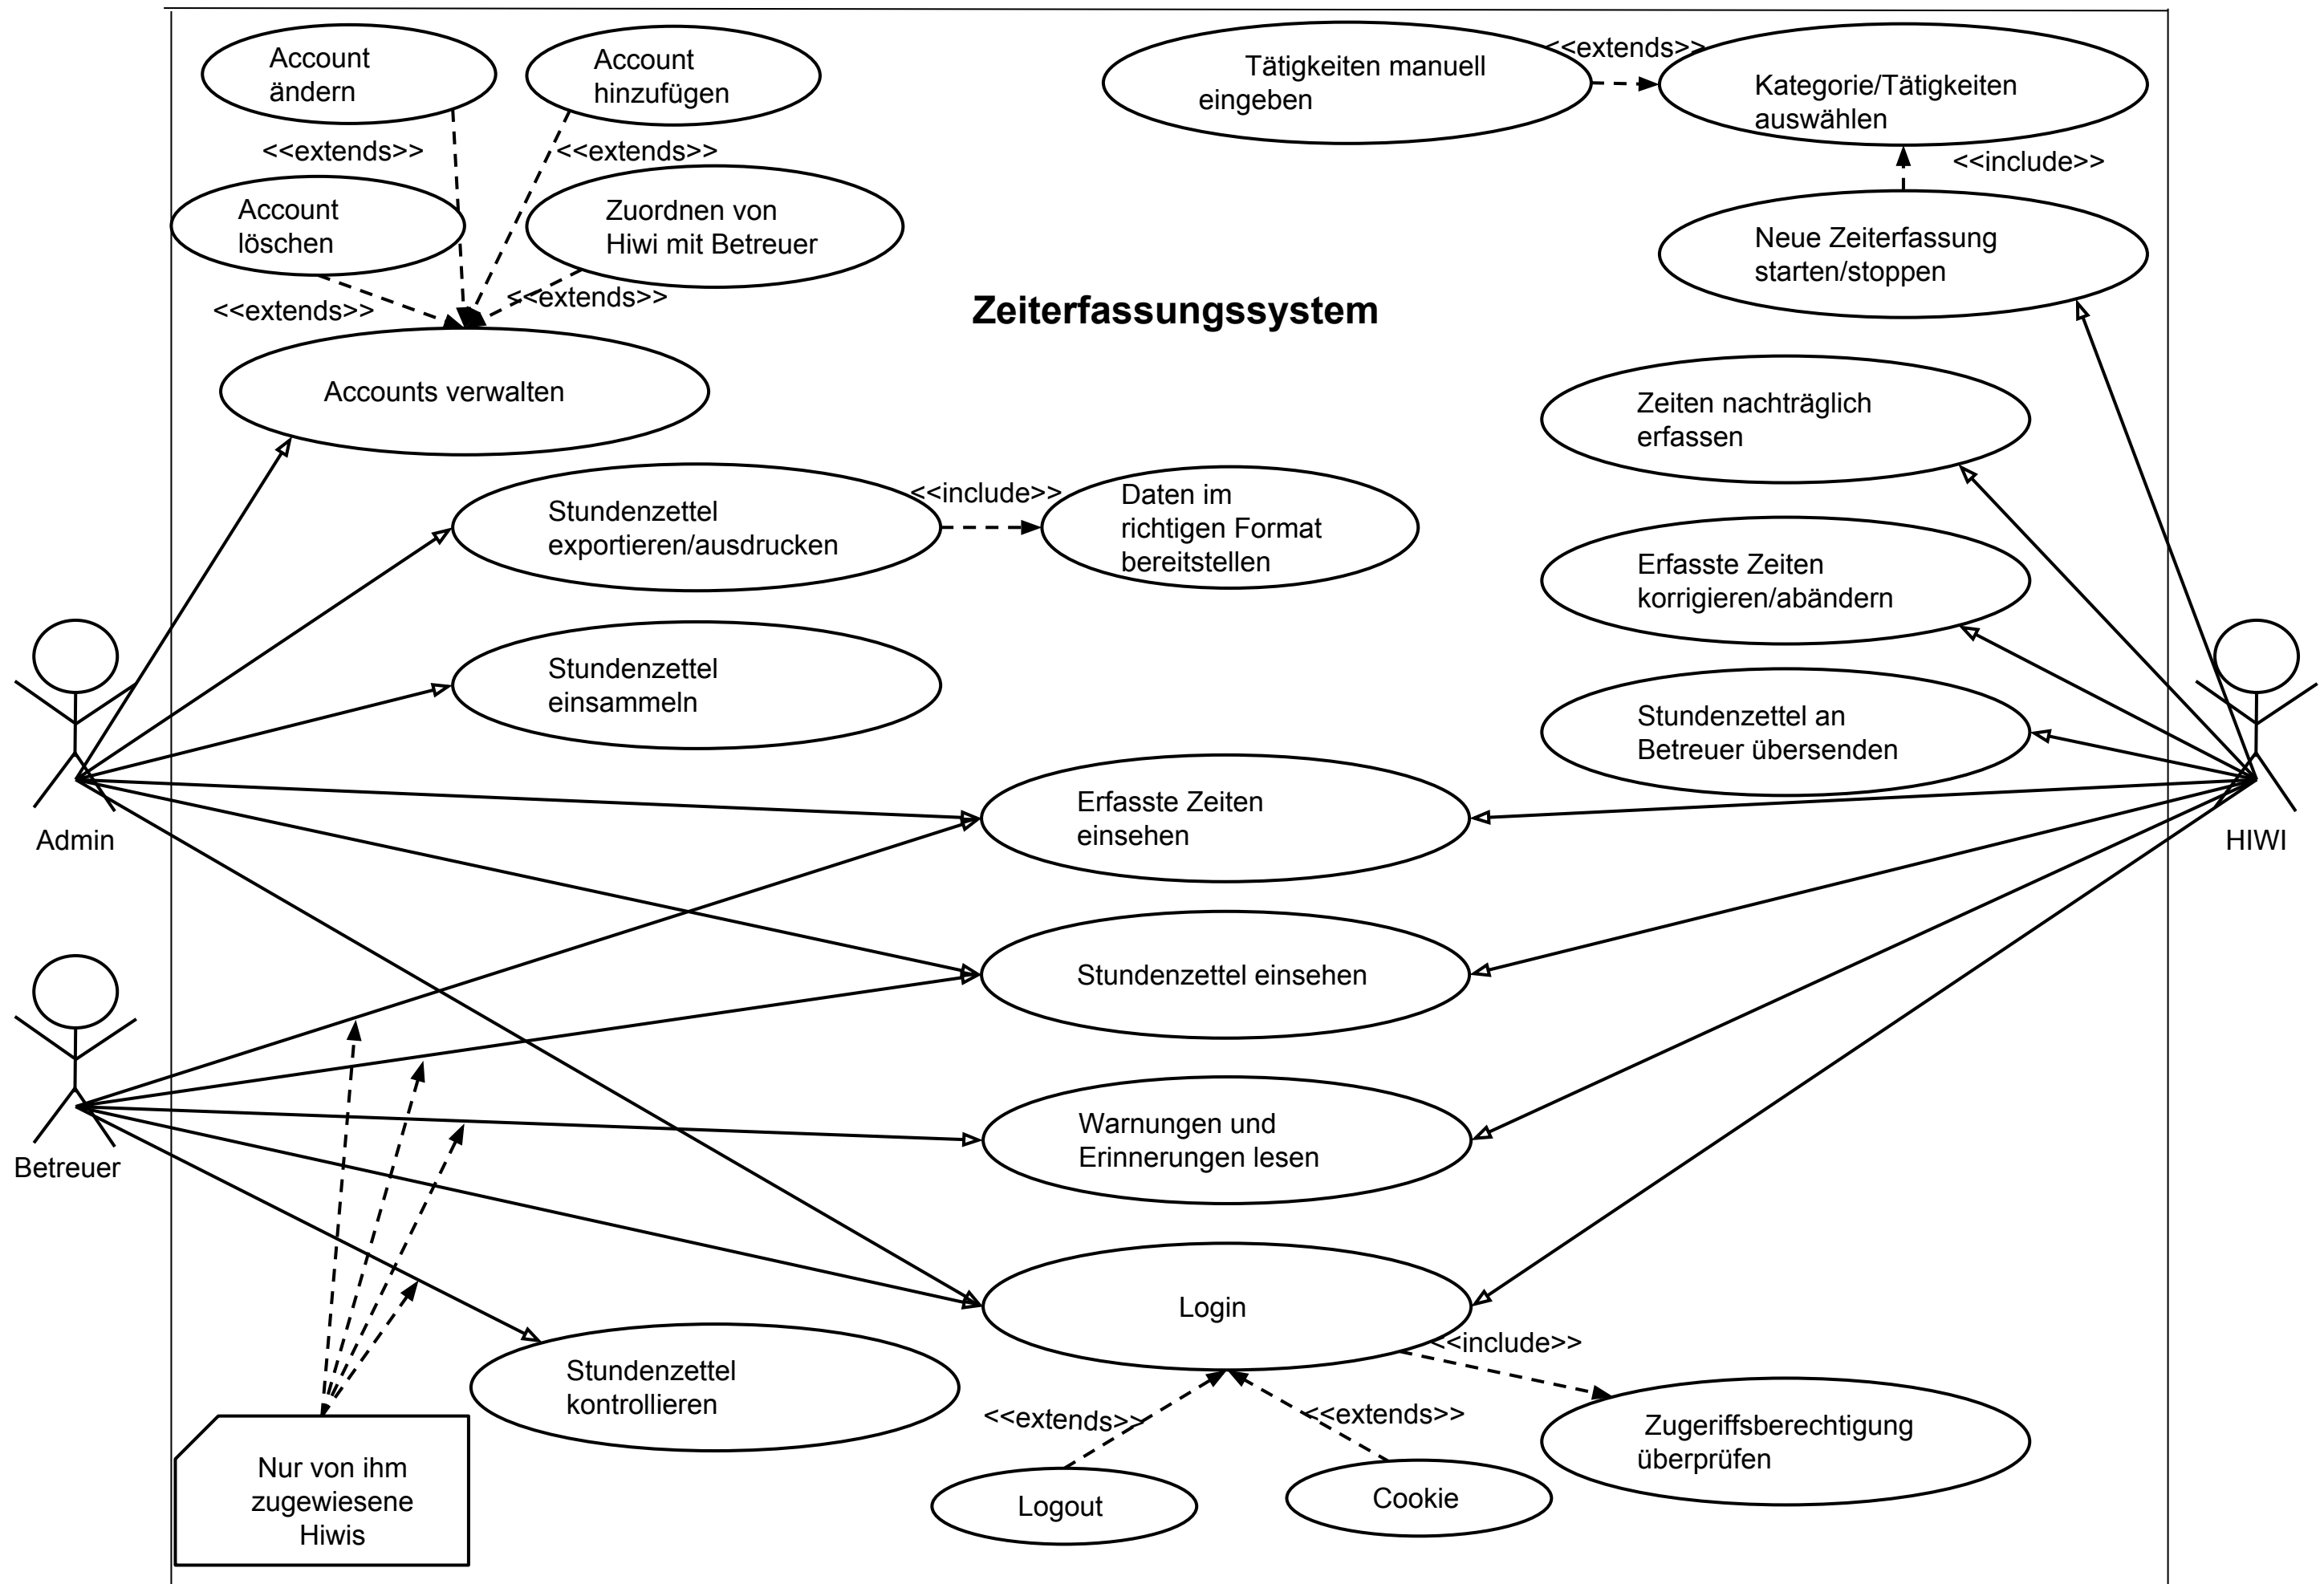 Account
ändern
Account
hinzufügen
Tätigkeiten manuell
eingeben
<<extends>>
Kategorie/Tätigkeiten
auswählen
<<extends>>
<<extends>>
<<include>>
Account
löschen
Zuordnen von
Hiwi mit Betreuer
Neue Zeiterfassung
starten/stoppen
<<extends>>
<<extends>>
Zeiterfassungssystem
Accounts verwalten
Zeiten nachträglich
erfassen
Stundenzettel
exportieren/ausdrucken
<<include>>
Daten im
richtigen Format
bereitstellen
Erfasste Zeiten
korrigieren/abändern
Stundenzettel
einsammeln
Stundenzettel an
Betreuer übersenden
Admin
Erfasste Zeiten
einsehen
HIWI
Stundenzettel einsehen
Betreuer
Warnungen und
Erinnerungen lesen
Login
<<include>>
Stundenzettel
kontrollieren
<<extends>>
<<extends>>
Zugeriffsberechtigung
überprüfen
Nur von ihm
zugewiesene
Hiwis
Logout
Cookie